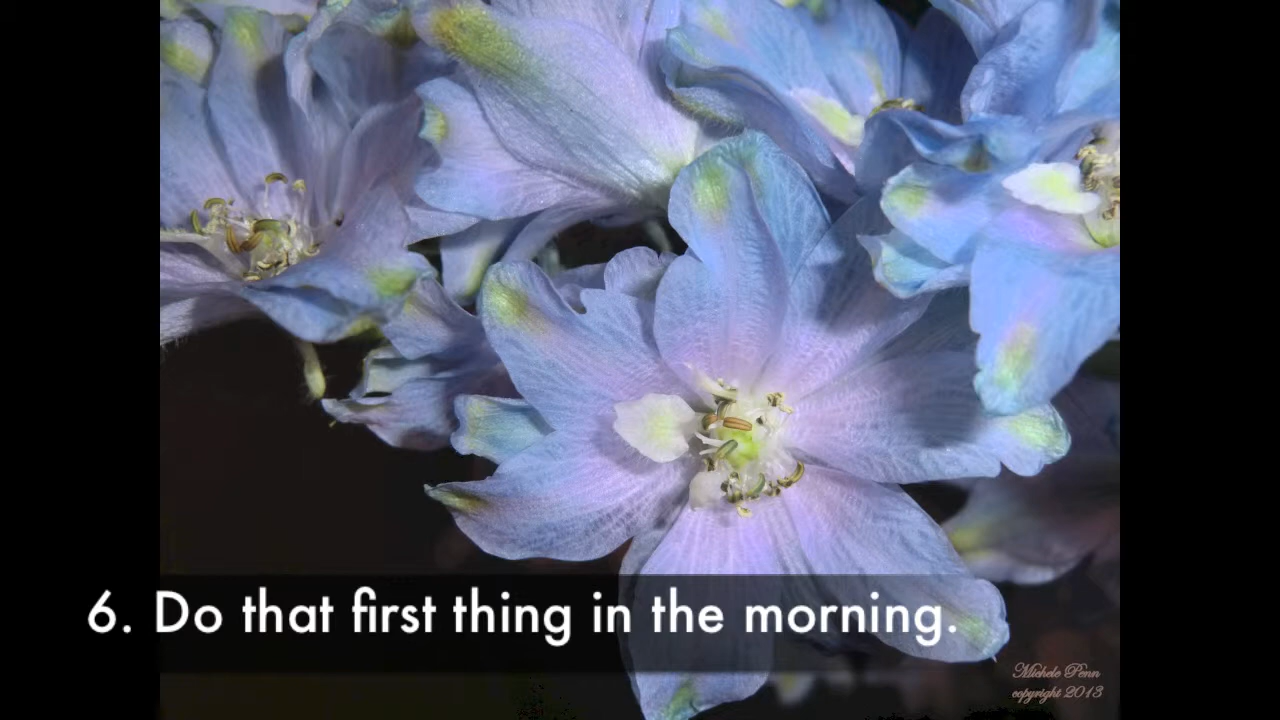 6. Do that first thing in the morning.
Michele Penn
copyright 2013